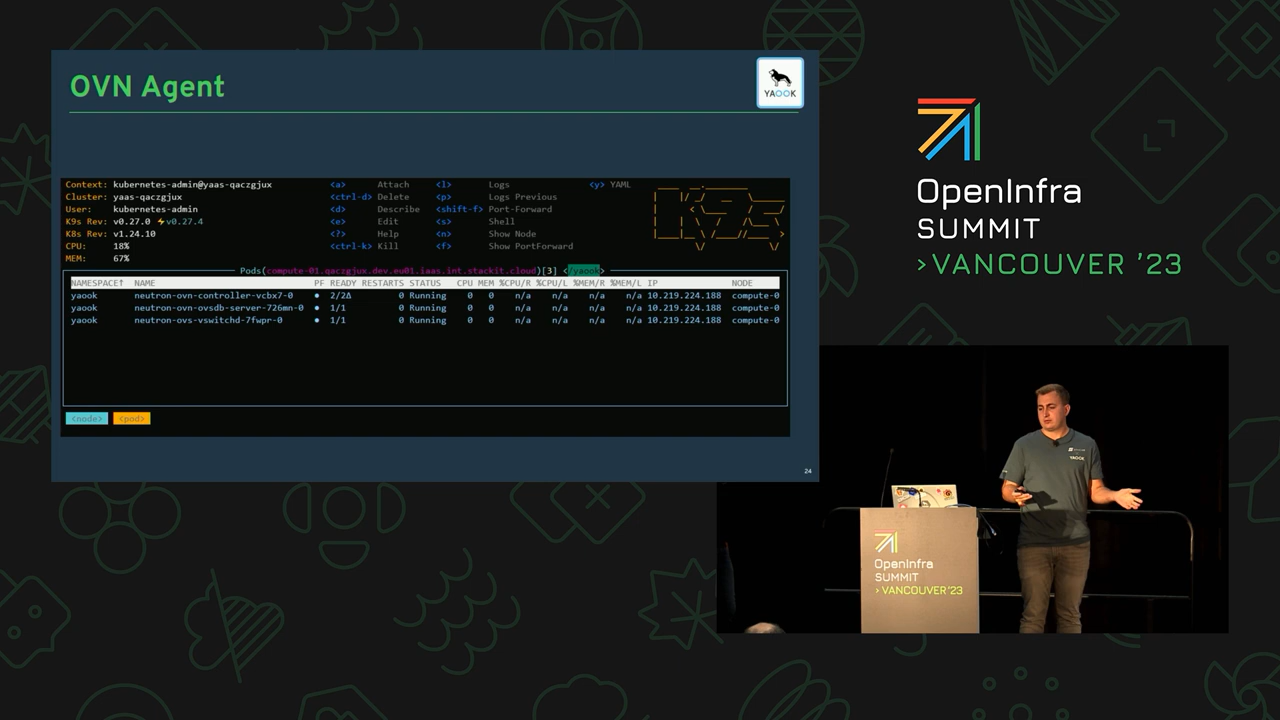 OVN Agent
YAOOK
Context: kubernetes-admin@yaas-qaczgjux <a> Attach <l> Logs <y> YAML
Cluster: yaas-qaczgjux <ctrl-d> Delete <p> Logs Previous
User: kubernetes-admin <d> Describe <shift-f> Port-Forward
K9s Rev: v0.27.0 ⚡v0.27.4 <e> Edit <s> Shell
K8s Rev: v1.24.10 <?> Help <n> Show Node
CPU: 18% <ctrl-k> Kill <f> Show PortForward
MEM: 67%
Pods(compute-01.qaczgjux.dev.eu01.iaas.int.stackit.cloud)[3] </yaook>
NAMESPACE↑ NAME PF READY RESTARTS STATUS CPU MEM %CPU/R %CPU/L %MEM/R %MEM/L IP NODE
yaook neutron-ovn-controller-vcbx7-0 ● 2/2Δ 0 Running 0 0 n/a n/a n/a n/a 10.219.224.188 compute-0
yaook neutron-ovn-ovsdb-server-726mn-0 ● 1/1 0 Running 0 0 n/a n/a n/a n/a 10.219.224.188 compute-0
yaook neutron-ovs-vswitchd-7fwpr-0 ● 1/1 0 Running 0 0 n/a n/a n/a n/a 10.219.224.188 compute-0
<node> <pod>
24
OpenInfra
SUMMIT
>VANCOUVER '23
YAOOK
OpenInfra
SUMMIT
> VANCOUVER '23